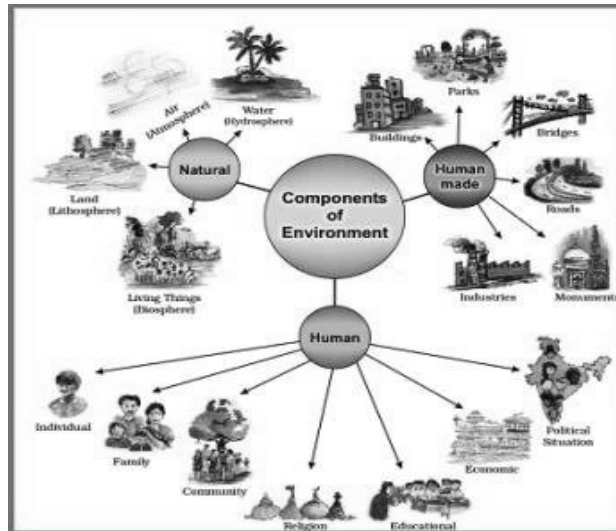 Components
of
Environment
Natural
Air
(Atmosphere)
Water
(Hydrosphere)
Land
(Lithosphere)
Living Things
(Biosphere)
Human
made
Buildings
Parks
Bridges
Roads
Monuments
Industries
Human
Individual
Family
Community
Religion
Educational
Economic
Political
Situation